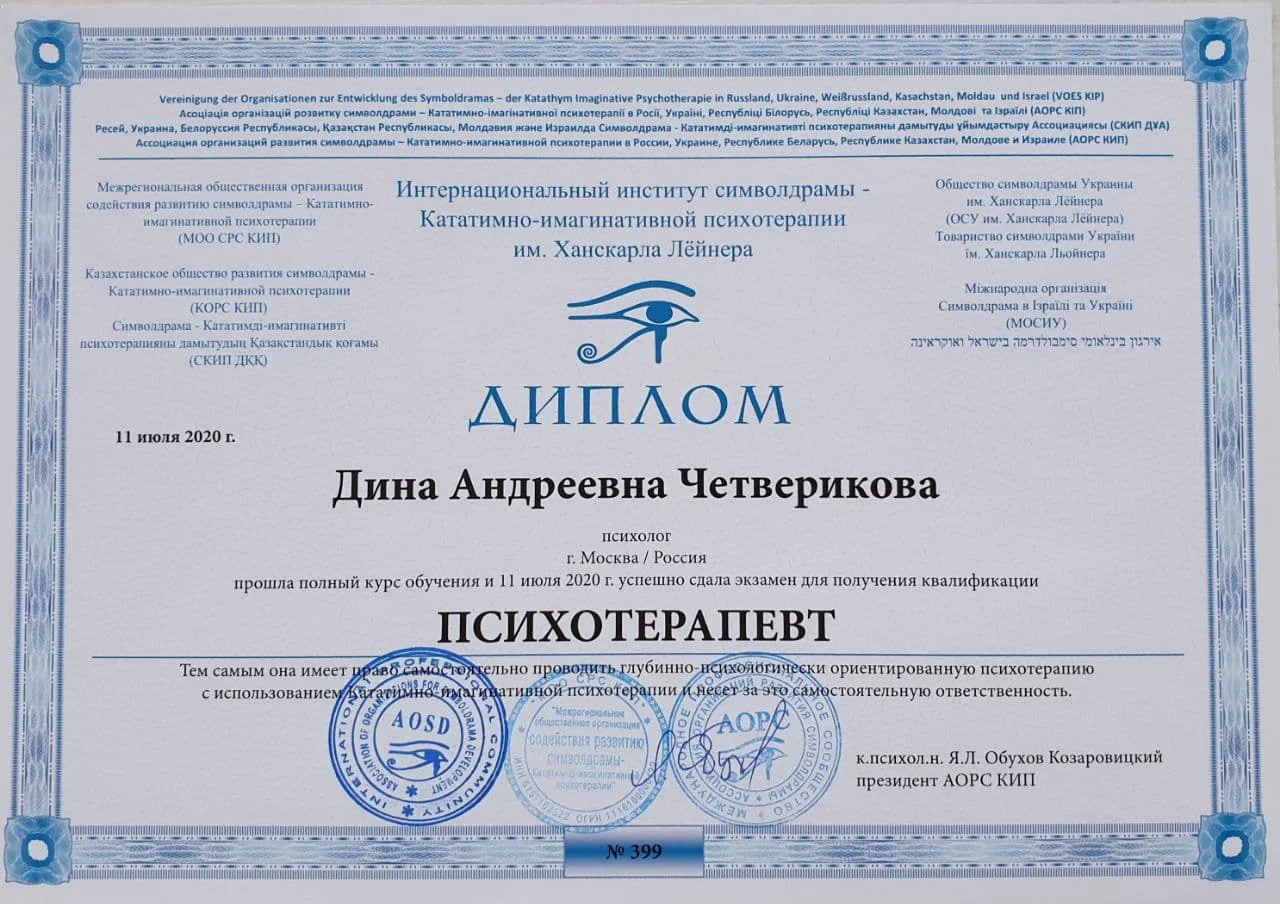 Vereinigung der Organisationen zur Entwicklung des Symboldramas – der Katathym Imaginative Psychotherapie in Russland, Ukraine, Weißrussland, Kasachstan, Moldau und Israel (VOES KIP)
Асоціація організацій розвитку символдрами – Кататимно-імагінативної психотерапії в Росії, Україні, Республіці Білорусь, Республіці Казахстан, Молдові та Ізраїлі (АОРС КІП)
Ресей, Украина, Белоруссия Республикасы, Қазақстан Республикасы, Молдавия және Израилда Символдрама - Кататимді-имагинативті психотерапияны дамытуды ұйымдастыру Ассоциациясы (СКИП ДҰА)
Ассоциация организаций развития символдрамы – Кататимно-имагинативной психотерапии в России, Украине, Республике Беларусь, Республике Казахстан, Молдове и Израиле (АОРС КИП)
Межрегиональная общественная организация
содействия развитию символдрамы – Кататимно-
имагинативной психотерапии
(МОО СРС КИП)
Казахстанское общество развития символдрамы -
Кататимно-имагинативной психотерапии
(КОРС КИП)
Символдрама - Кататимді-имагинативті
психотерапияны дамытудың Қазақстандық қоғамы
(СКИП ДҚҚ)
Интернациональный институт символдрамы -
Кататимно-имагинативной психотерапии
им. Ханскарла Лёйнера
Общество символдрамы Украины
им. Ханскарла Лёйнера
(ОСУ им. Ханскарла Лёйнера)
Товариство символдрами України
ім. Ханскарла Льойнера
Міжнародна організація
Символдрама в Ізраїлі та Україні
(МОСИУ)
אירגון בינלאומי סימבולדרמה בישראל ואוקראינה
ДИПЛОМ
11 июля 2020 г.
Дина Андреевна Четверикова
психолог
г. Москва / Россия
прошла полный курс обучения и 11 июля 2020 г. успешно сдала экзамен для получения квалификации
ПСИХОТЕРАПЕВТ
Тем самым она имеет право самостоятельно проводить глубинно-психологически ориентированную психотерапию
с использованием Кататимно-имагинативной психотерапии и несет за это самостоятельную ответственность.
INTERNATIONAL PROFESSIONAL COMMUNITY
ASSOCIATION OF ORGANIZATIONS FOR SYMBOLDRAMA DEVELOPMENT
AOSD
"Межрегиональная
общественная организация
содействия развитию
символдрамы-
Кататимно-имагинативной
психотерапии"
МЕЖДУНАРОДНОЕ ПРОФЕССИОНАЛЬНОЕ СООБЩЕСТВО
АССОЦИАЦИЯ ОРГАНИЗАЦИЙ РАЗВИТИЯ СИМВОЛДРАМЫ
АОРС
к.психол.н. Я.Л. Обухов Козаровицкий
президент АОРС КИП
№ 399